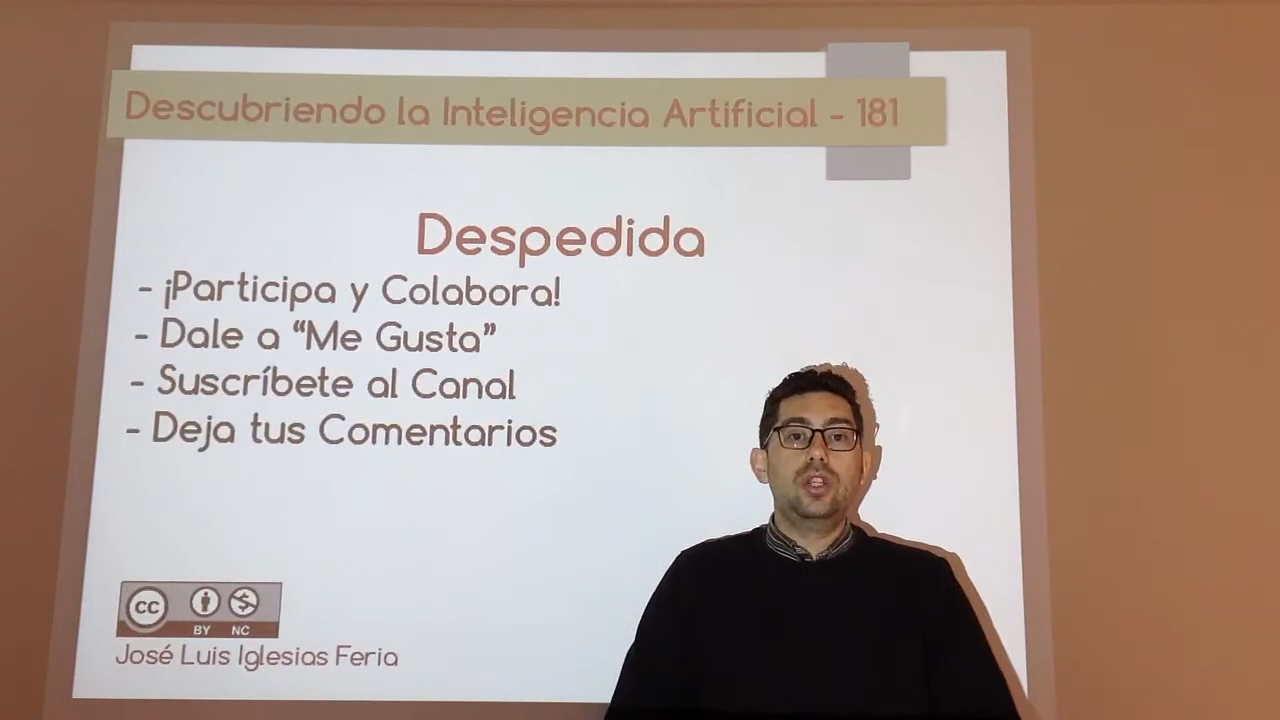 Descubriendo la Inteligencia Artificial - 181
Despedida
- ¡Participa y Colabora!
- Dale a “Me Gusta”
- Suscríbete al Canal
- Deja tus Comentarios
CC BY NC
José Luis Iglesias Feria